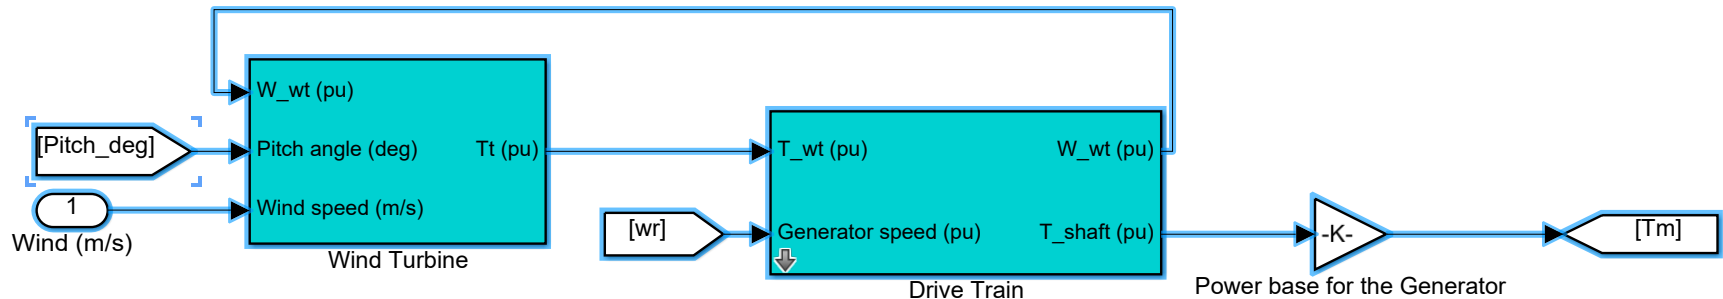 W_wt (pu)
[Pitch_deg]
Pitch angle (deg)
Tt (pu)
1
Wind speed (m/s)
Wind (m/s)
Wind Turbine
T_wt (pu)
W_wt (pu)
[wr]
Generator speed (pu)
T_shaft (pu)
Drive Train
-K-
Power base for the Generator
[Tm]